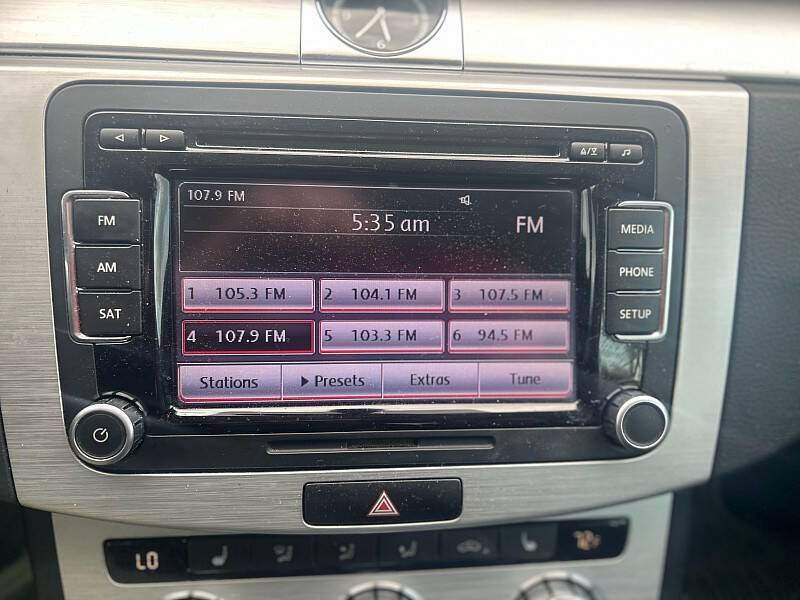 6
107.9 FM
5:35 am FM
FM
AM
SAT
MEDIA
PHONE
SETUP
1 105.3 FM 2 104.1 FM 3 107.5 FM
4 107.9 FM 5 103.3 FM 6 94.5 FM
Stations Presets Extras Tune
LO 72°F